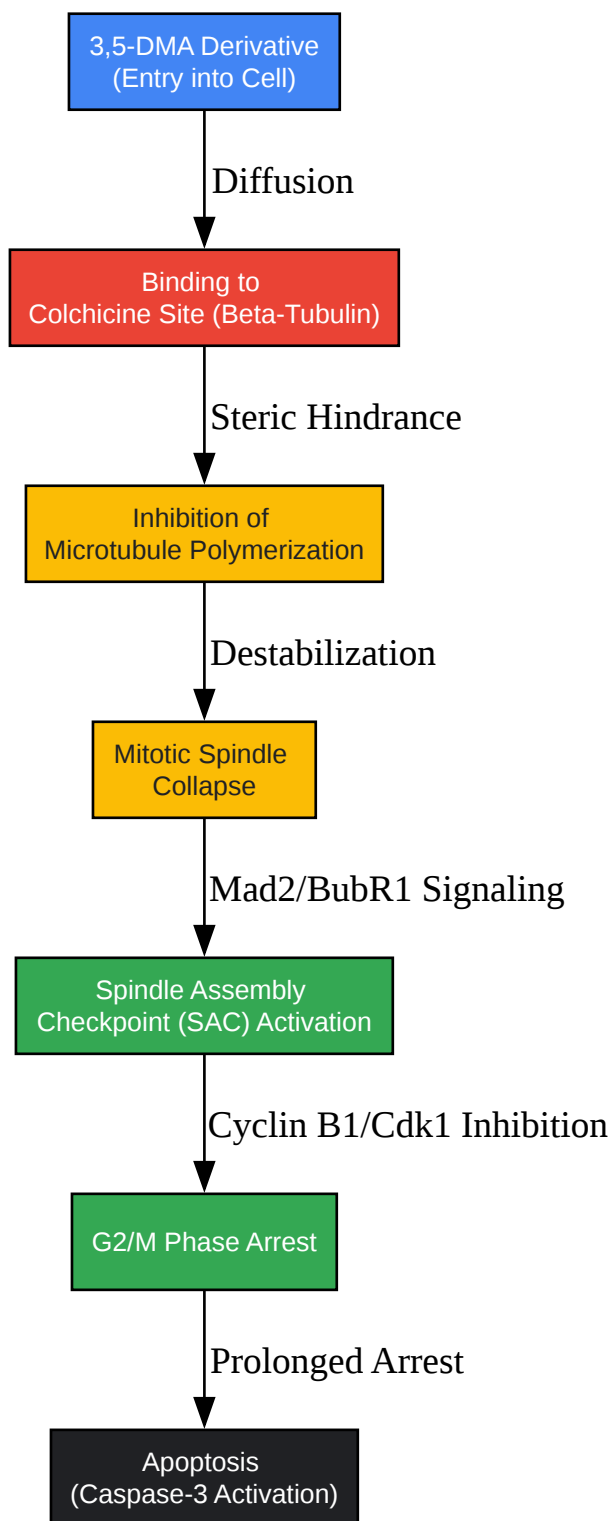 3,5-DMA Derivative
(Entry into Cell)
Diffusion
Binding to
Colchicine Site (Beta-Tubulin)
Steric Hindrance
Inhibition of
Microtubule Polymerization
Destabilization
Mitotic Spindle
Collapse
Mad2/BubR1 Signaling
Spindle Assembly
Checkpoint (SAC) Activation
Cyclin B1/Cdk1 Inhibition
G2/M Phase Arrest
Prolonged Arrest
Apoptosis
(Caspase-3 Activation)